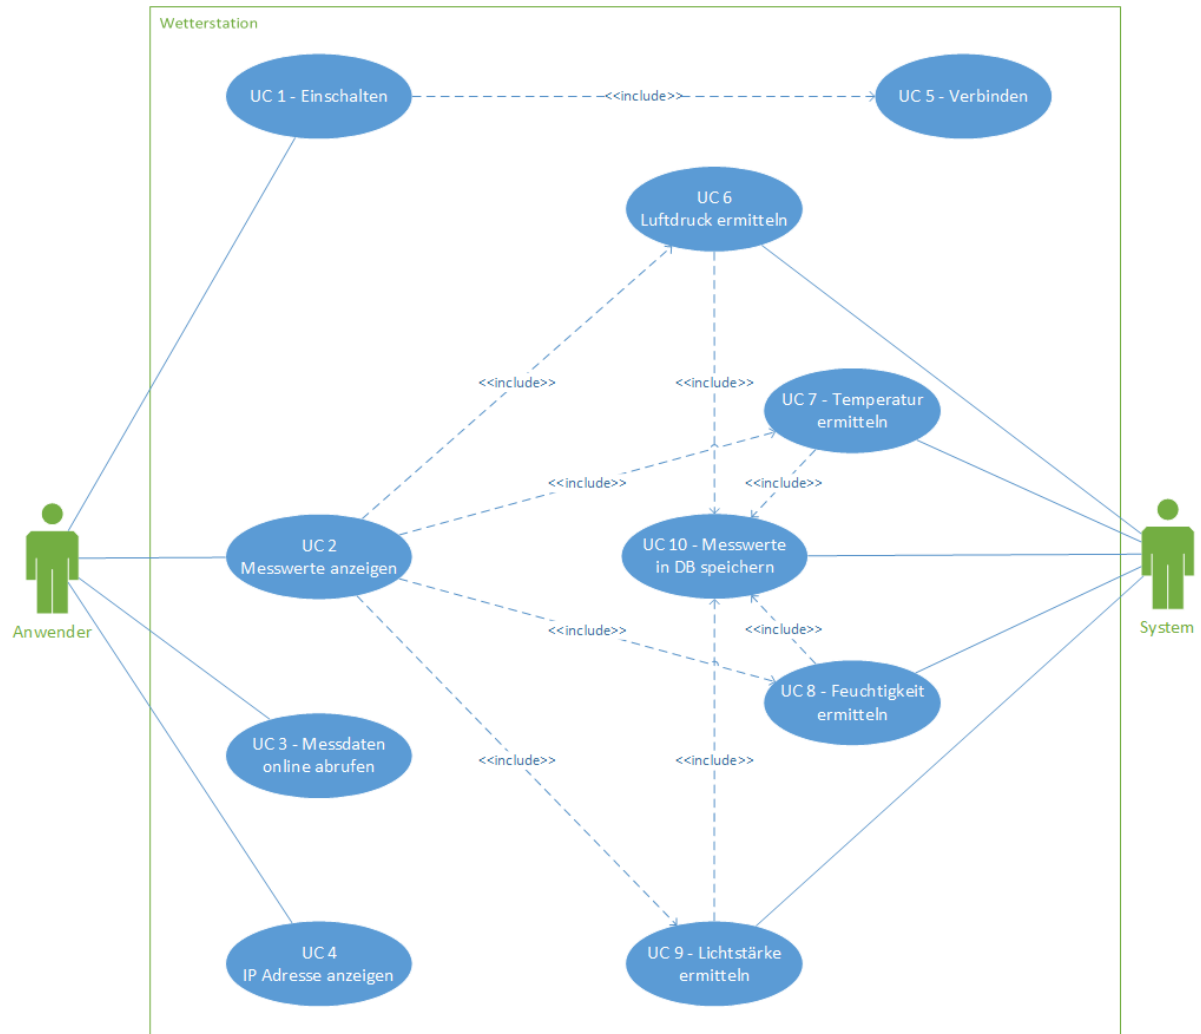 Wetterstation
UC 1 - Einschalten
<<include>>
UC 5 - Verbinden
UC 6
Luftdruck ermitteln
<<include>>
<<include>>
UC 7 - Temperatur
ermitteln
<<include>>
<<include>>
Anwender
UC 2
Messwerte anzeigen
UC 10 - Messwerte
in DB speichern
System
<<include>>
<<include>>
UC 8 - Feuchtigkeit
ermitteln
UC 3 - Messdaten
online abrufen
<<include>>
<<include>>
UC 4
IP Adresse anzeigen
UC 9 - Lichtstärke
ermitteln